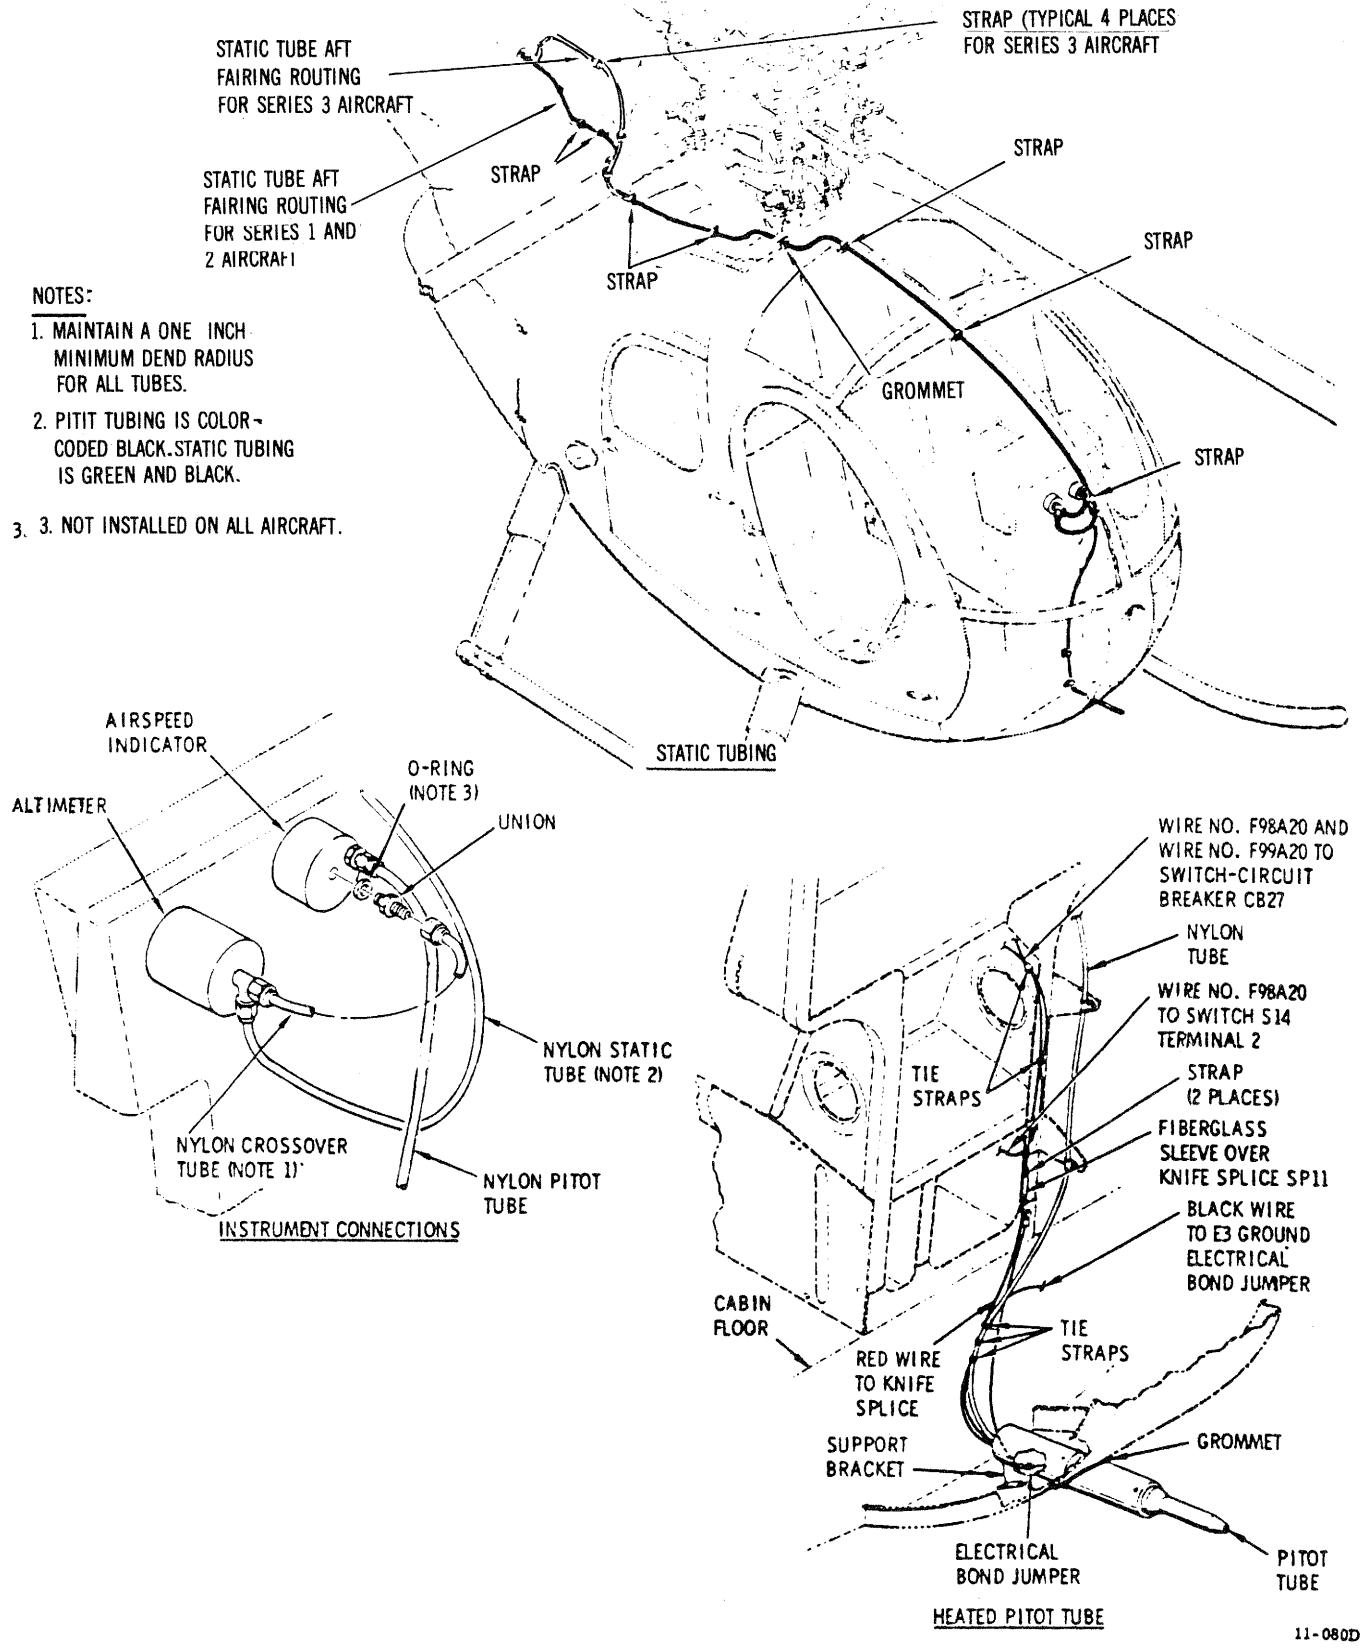 STRAP (TYPICAL 4 PLACES
FOR SERIES 3 AIRCRAFT
STATIC TUBE AFT
FAIRING ROUTING
FOR SERIES 3 AIRCRAFT
STRAP
STRAP
STATIC TUBE AFT
FAIRING ROUTING
FOR SERIES 1 AND
2 AIRCRAFT
STRAP
STRAP
GROMMET
STRAP
NOTES:
1. MAINTAIN A ONE INCH
MINIMUM DEND RADIUS
FOR ALL TUBES.
2. PITIT TUBING IS COLOR-
CODED BLACK. STATIC TUBING
IS GREEN AND BLACK.
3. 3. NOT INSTALLED ON ALL AIRCRAFT.
STATIC TUBING
AIRSPEED
INDICATOR
O-RING
(NOTE 3)
ALTIMETER
UNION
NYLON STATIC
TUBE (NOTE 2)
NYLON CROSSOVER
TUBE (NOTE 1)
NYLON PITOT
TUBE
INSTRUMENT CONNECTIONS
WIRE NO. F98A20 AND
WIRE NO. F99A20 TO
SWITCH-CIRCUIT
BREAKER CB27
NYLON
TUBE
WIRE NO. F98A20
TO SWITCH S14
TERMINAL 2
TIE
STRAPS
STRAP
(2 PLACES)
FIBERGLASS
SLEEVE OVER
KNIFE SPLICE SP11
BLACK WIRE
TO E3 GROUND
ELECTRICAL
BOND JUMPER
CABIN
FLOOR
TIE
STRAPS
RED WIRE
TO KNIFE
SPLICE
SUPPORT
BRACKET
GROMMET
ELECTRICAL
BOND JUMPER
PITOT
TUBE
HEATED PITOT TUBE
11-080D